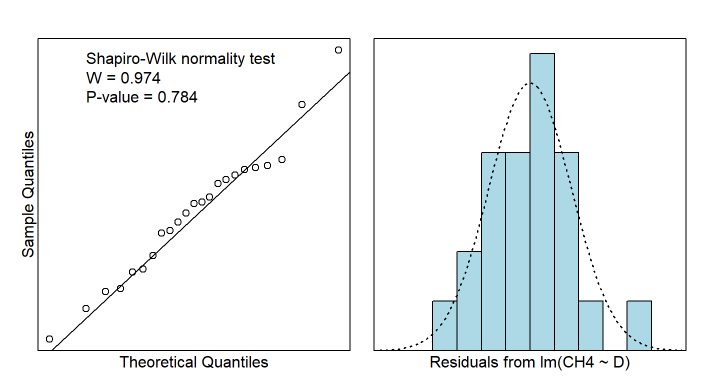 Shapiro-Wilk normality test
W = 0.974
P-value = 0.784
Sample Quantiles
Theoretical Quantiles
Residuals from lm(CH4 ~ D)